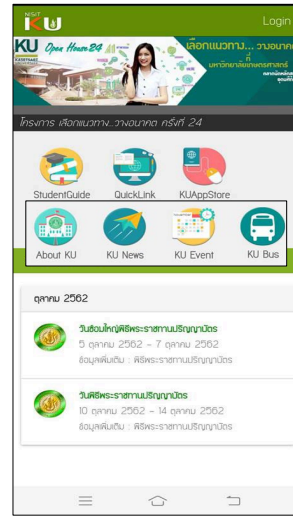 NISIT
KU
Login
KU Open House 24
KASETSART
เลือกแนวทาง... วางอนาคต
ที่
มหาวิทยาลัยเกษตรศาสตร์
โครงการ เลือกแนวทาง..วางอนาคต ครั้งที่ 24
StudentGuide QuickLink KUAppStore
About KU KU News KU Event KU Bus
ตุลาคม 2562
วันซ้อมใหญ่พิธีพระราชทานปริญญาบัตร
5 ตุลาคม 2562 - 7 ตุลาคม 2562
ข้อมูลเพิ่มเติม : พิธีพระราชทานปริญญาบัตร
วันพิธีพระราชทานปริญญาบัตร
10 ตุลาคม 2562 - 14 ตุลาคม 2562
ข้อมูลเพิ่มเติม : พิธีพระราชทานปริญญาบัตร